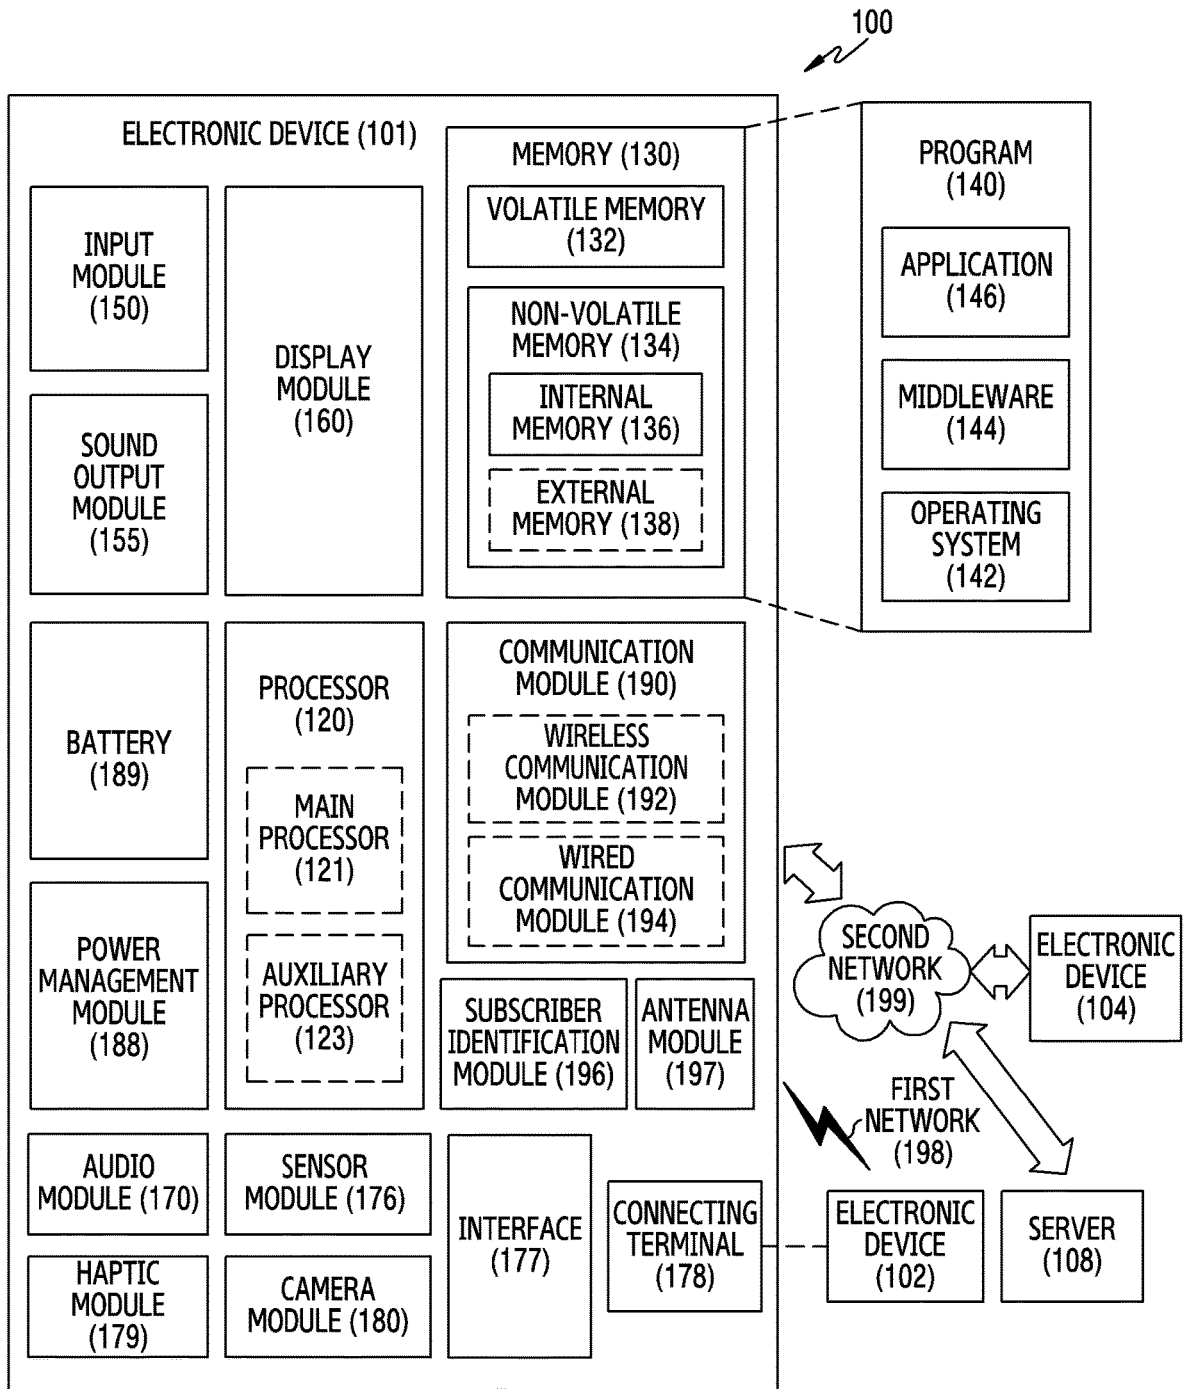 100
ELECTRONIC DEVICE (101)
INPUT
MODULE
(150)
SOUND
OUTPUT
MODULE
(155)
DISPLAY
MODULE
(160)
MEMORY (130)
VOLATILE MEMORY
(132)
NON-VOLATILE
MEMORY (134)
INTERNAL
MEMORY (136)
EXTERNAL
MEMORY (138)
PROGRAM
(140)
APPLICATION
(146)
MIDDLEWARE
(144)
OPERATING
SYSTEM
(142)
BATTERY
(189)
POWER
MANAGEMENT
MODULE
(188)
PROCESSOR
(120)
MAIN
PROCESSOR
(121)
AUXILIARY
PROCESSOR
(123)
COMMUNICATION
MODULE (190)
WIRELESS
COMMUNICATION
MODULE (192)
WIRED
COMMUNICATION
MODULE (194)
SUBSCRIBER
IDENTIFICATION
MODULE (196)
ANTENNA
MODULE
(197)
SECOND
NETWORK
(199)
ELECTRONIC
DEVICE
(104)
FIRST
NETWORK
(198)
AUDIO
MODULE (170)
SENSOR
MODULE (176)
HAPTIC
MODULE
(179)
CAMERA
MODULE (180)
INTERFACE
(177)
CONNECTING
TERMINAL
(178)
ELECTRONIC
DEVICE
(102)
SERVER
(108)